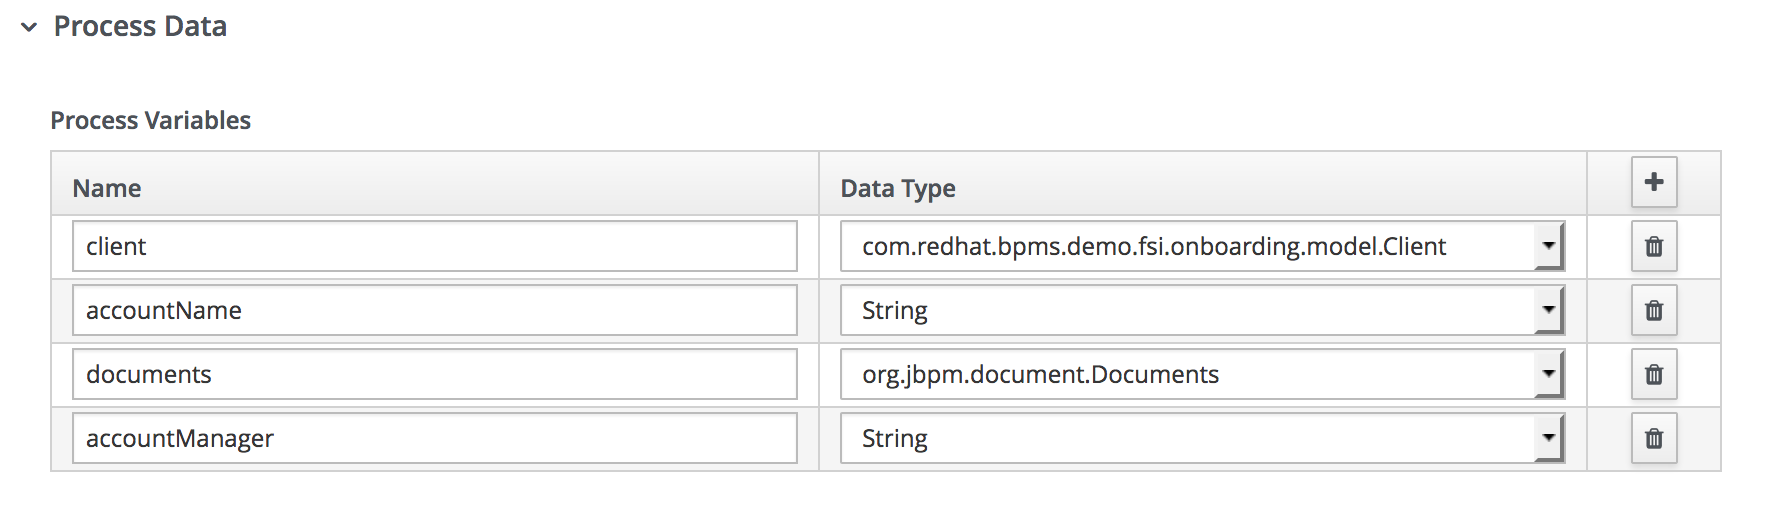 Process Data
Process Variables
Name Data Type
client com.redhat.bpms.demo.fsi.onboarding.model.Client
accountName String
documents org.jbpm.document.Documents
accountManager String